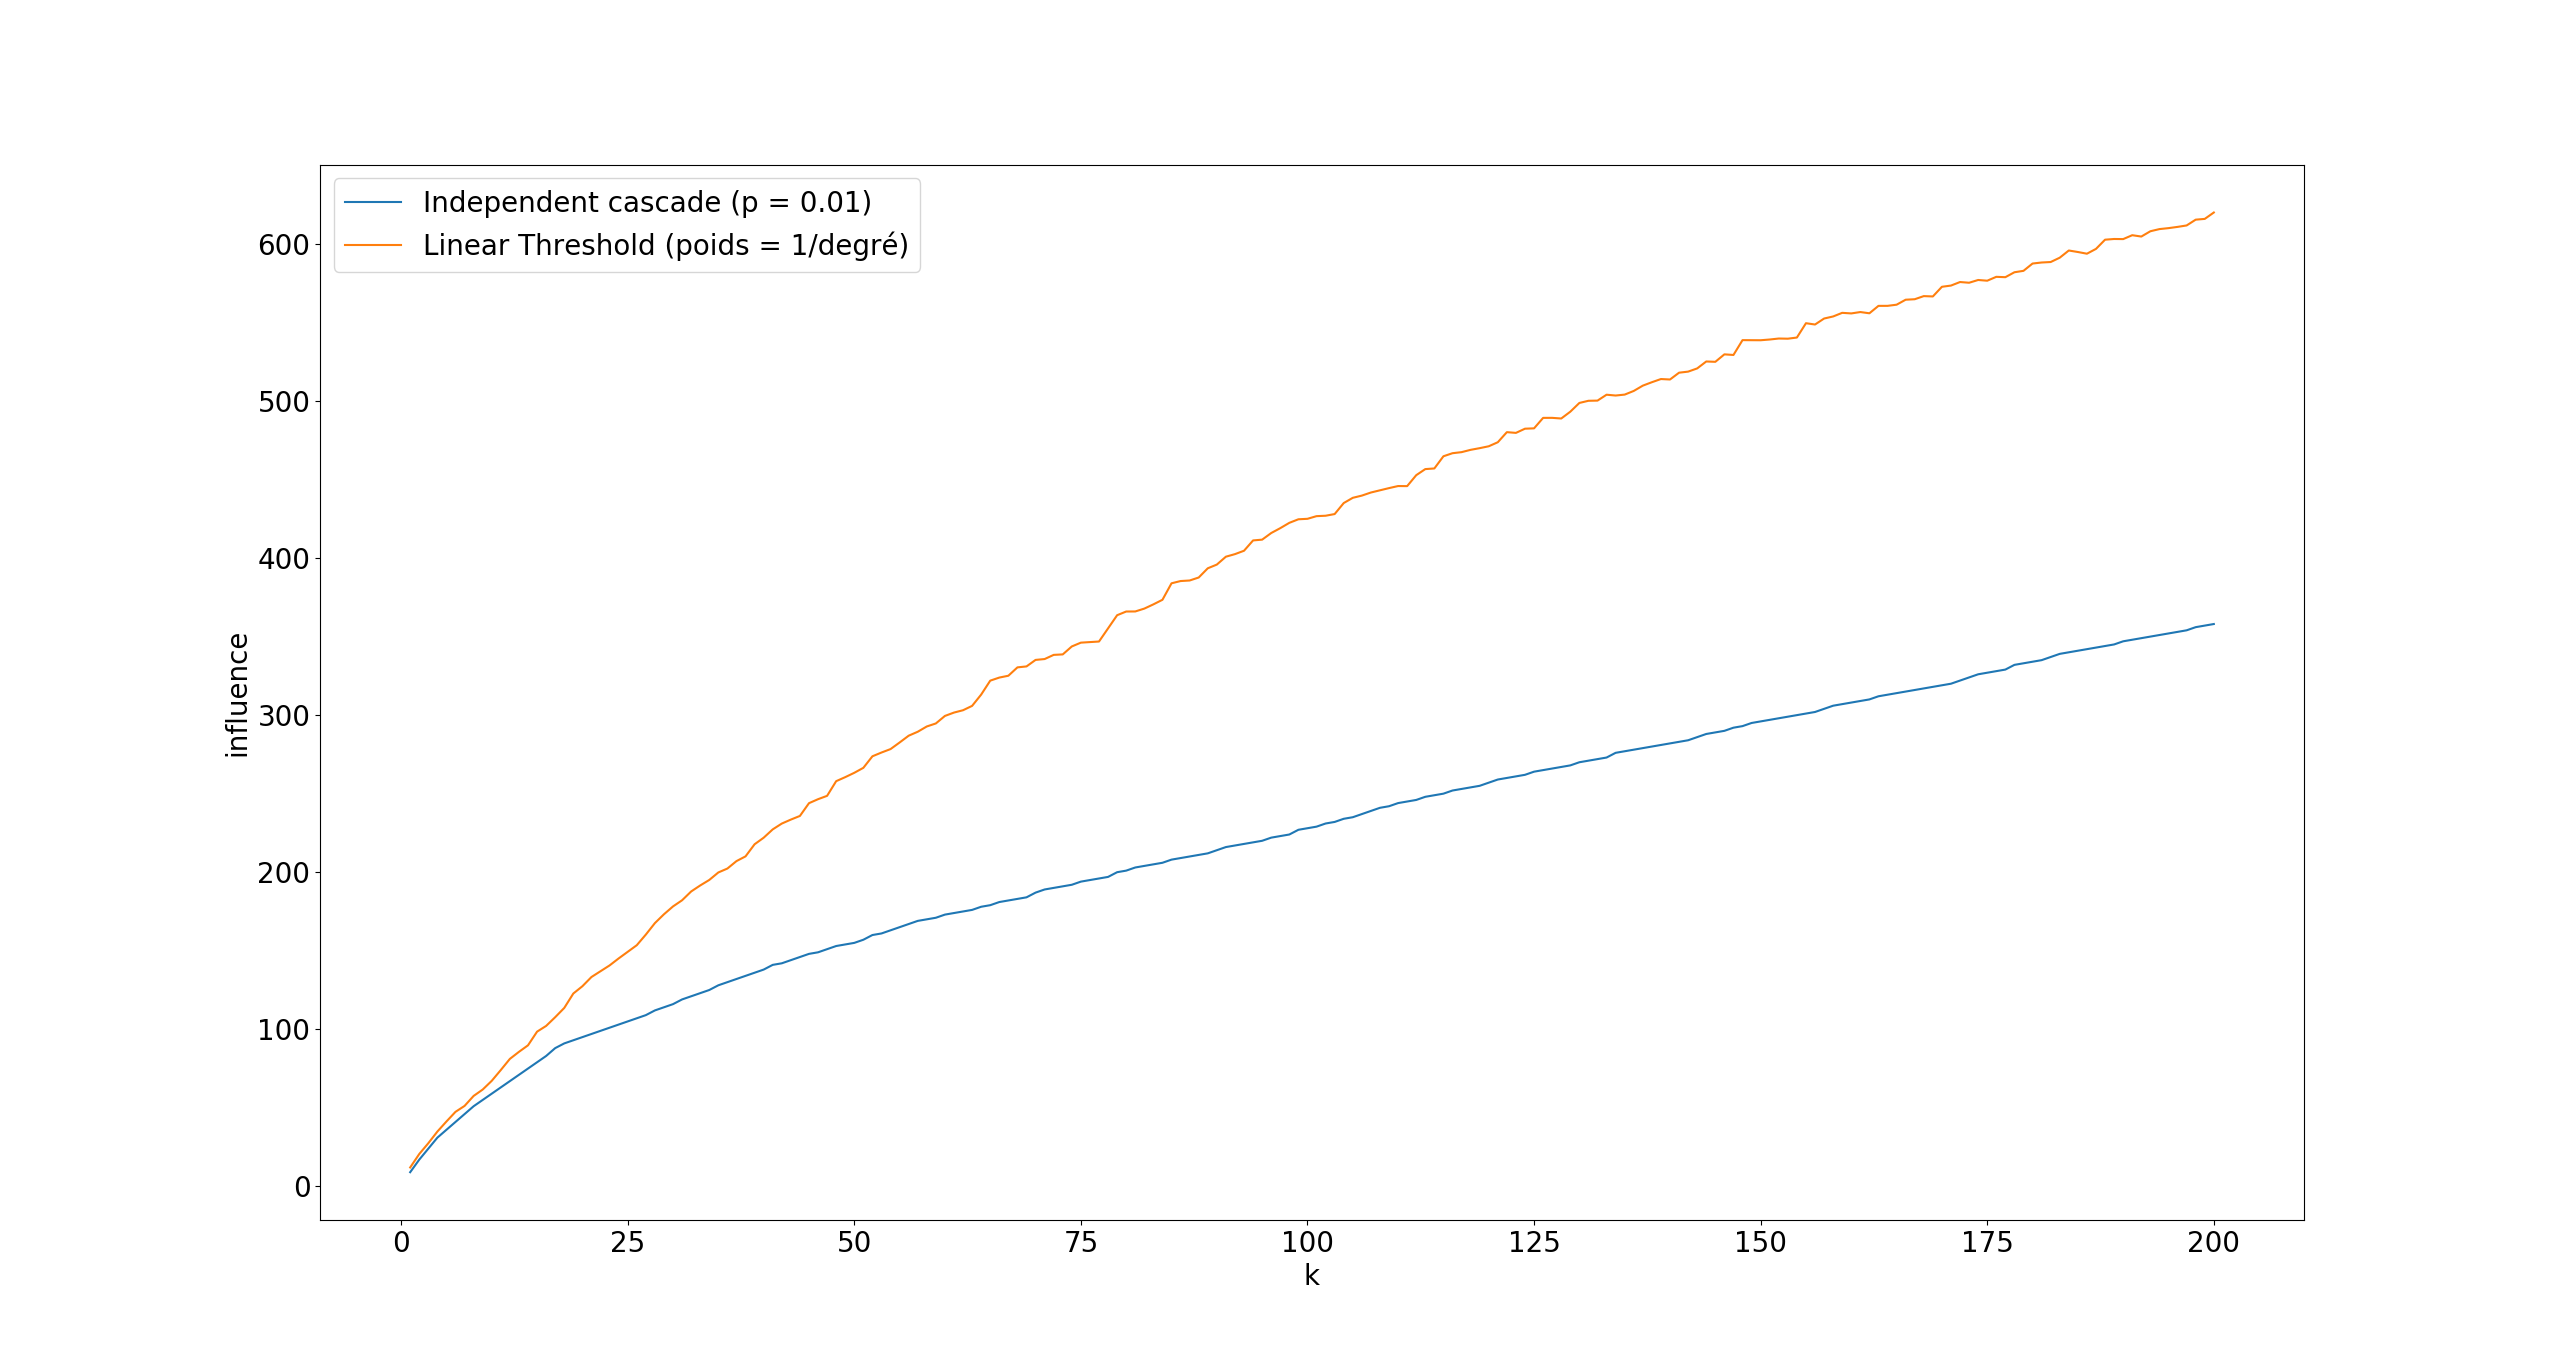 Independent cascade (p = 0.01)
Linear Threshold (poids = 1/degré)
600
500
400
300
200
100
0
influence
0 25 50 75 100 125 150 175 200
k